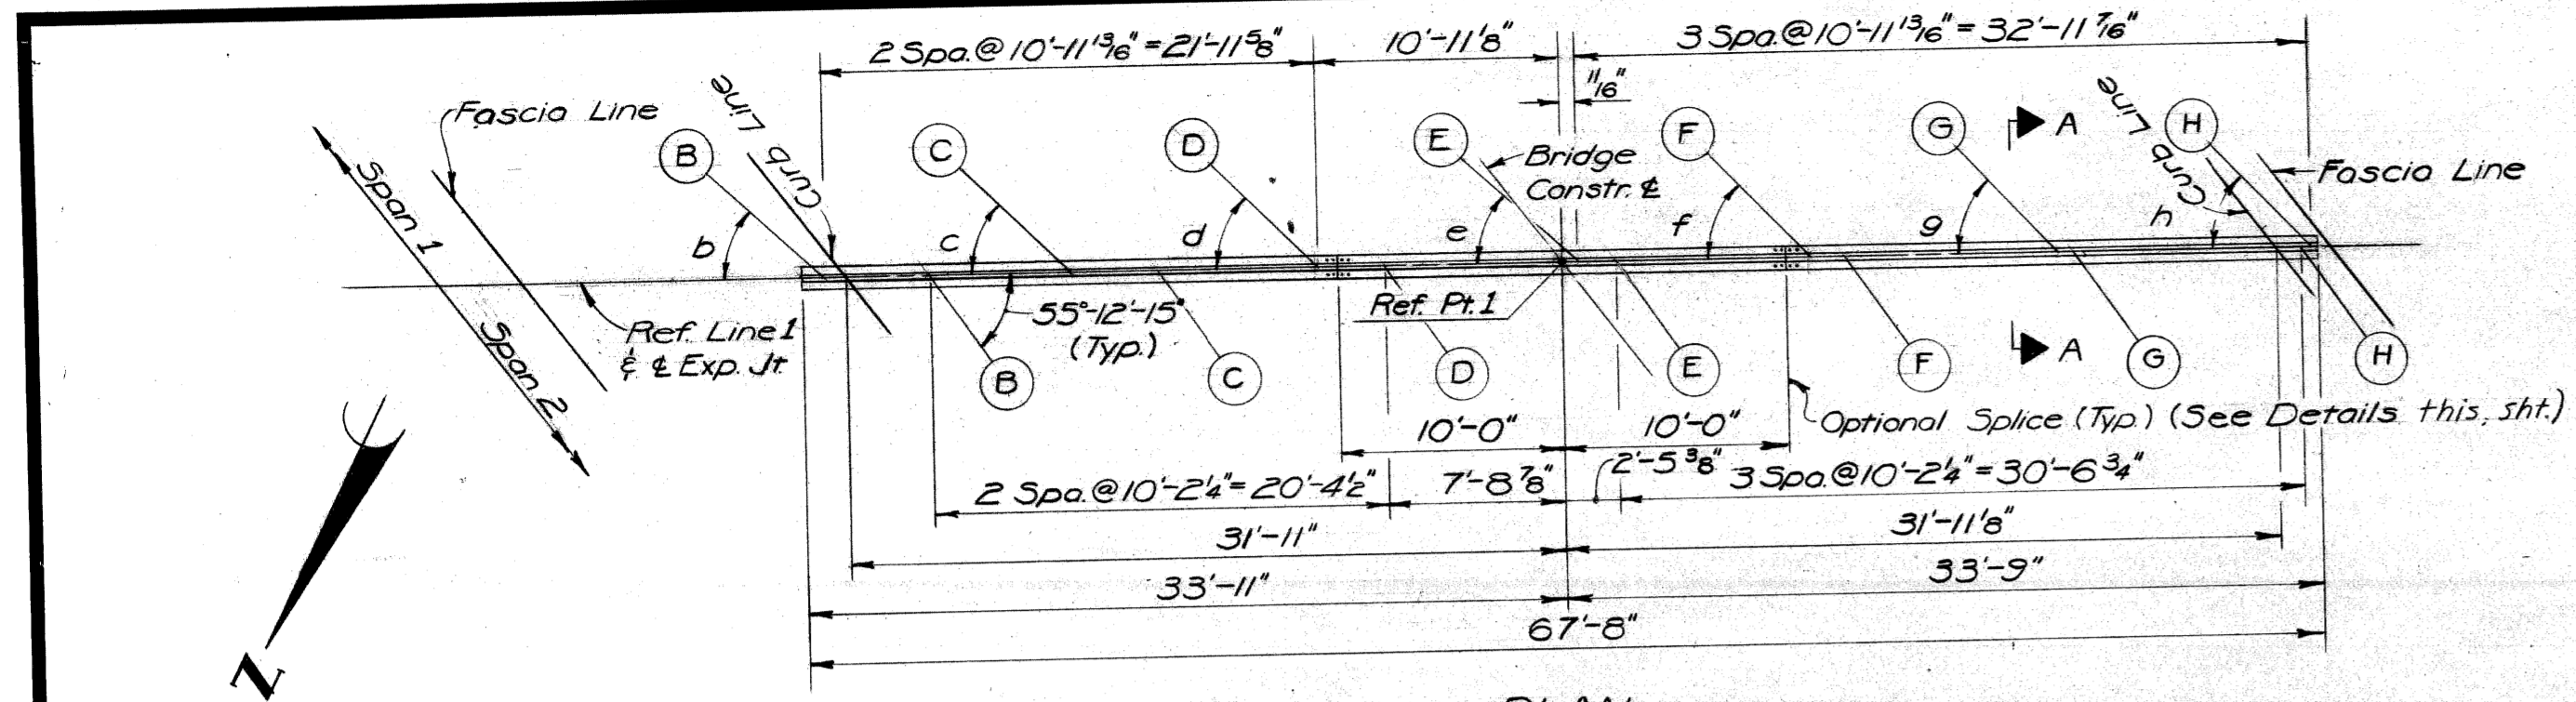 2 Spa.@ 10'-11 13/16" = 21'-11 5/8"
10'-11 1/8"
3 Spa.@ 10'-11 13/16" = 32'-11 7/16"
11/16"
Fascia Line
Curb Line
B
C
D
E
F
G
A
H
Curb Line
Fascia Line
Bridge
Constr. ℄
Span 1
Span 2
b
c
d
e
f
g
h
Ref. Line 1
& ℄ Exp. Jt.
55°-12'-15"
(Typ.)
Ref. Pt. 1
B
C
D
E
F
A
G
H
Optional Splice (Typ.) (See Details this sht.)
10'-0"
10'-0"
2 Spa.@ 10'-2 1/4" = 20'-4 1/2"
7'-8 7/8"
2'-5 3/8"
3 Spa.@ 10'-2 1/4" = 30'-6 3/4"
31'-11"
31'-11 1/8"
33'-11"
33'-9"
67'-8"
N